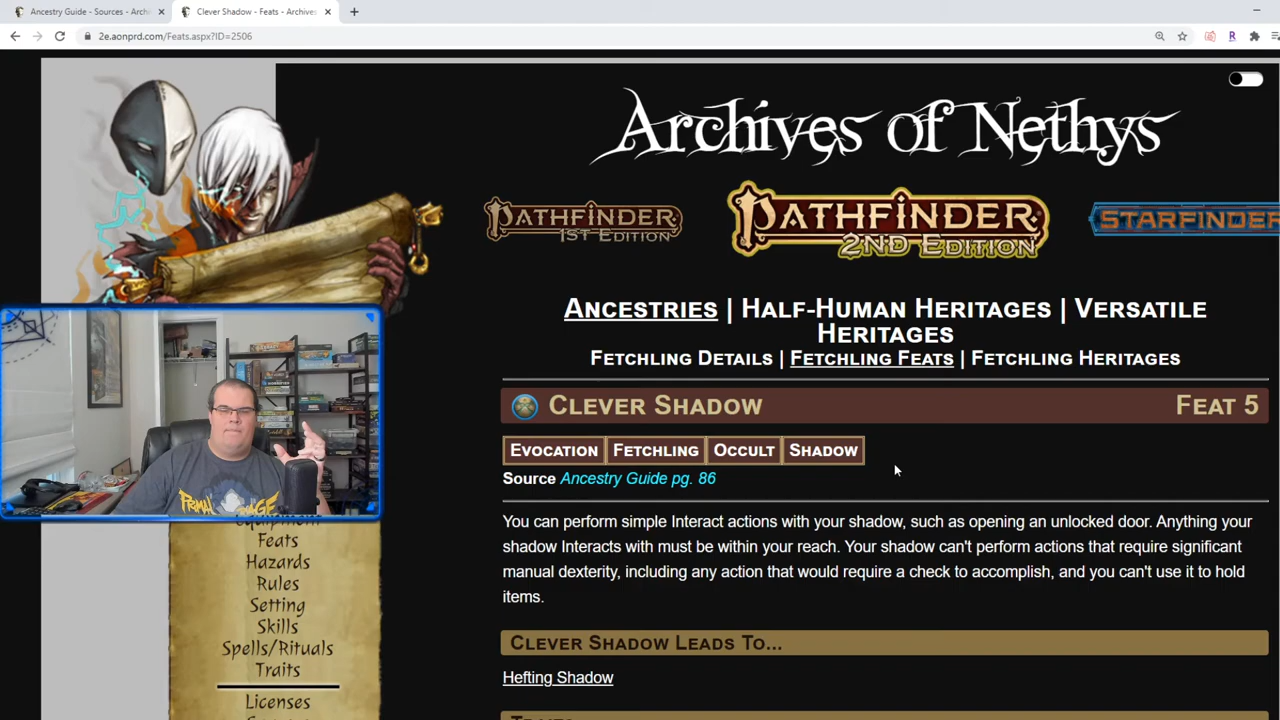 Ancestry Guide - Sources - Archi
Clever Shadow - Feats - Archives
2e.aonprd.com/Feats.aspx?ID=2506
Archives of Nethys
PATHFINDER
1ST EDITION
PATHFINDER
2ND EDITION
STARFINDER
ANCESTRIES | HALF-HUMAN HERITAGES | VERSATILE
HERITAGES
FETCHLING DETAILS | FETCHLING FEATS | FETCHLING HERITAGES
CLEVER SHADOW FEAT 5
EVOCATION FETCHLING OCCULT SHADOW
Source Ancestry Guide pg. 86
You can perform simple Interact actions with your shadow, such as opening an unlocked door. Anything your
shadow Interacts with must be within your reach. Your shadow can't perform actions that require significant
manual dexterity, including any action that would require a check to accomplish, and you can't use it to hold
items.
CLEVER SHADOW LEADS TO...
Hefting Shadow
TRAITS
PRIMAL RAGE
Equipment
Feats
Hazards
Rules
Setting
Skills
Spells/Rituals
Traits
Licenses